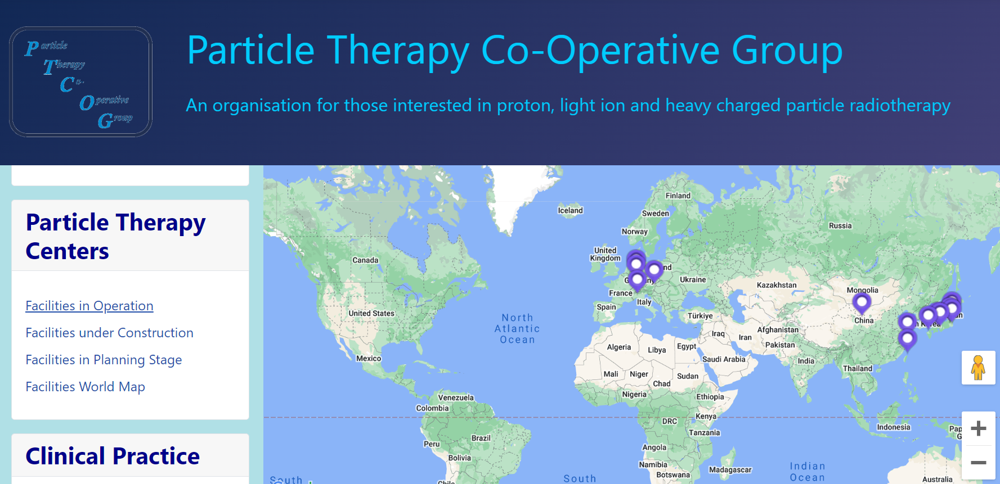 Particle
Therapy
Co-
Operative
Group
Particle Therapy Co-Operative Group
An organisation for those interested in proton, light ion and heavy charged particle radiotherapy
Particle Therapy
Centers
Facilities in Operation
Facilities under Construction
Facilities in Planning Stage
Facilities World Map
Clinical Practice
Finland
Iceland
Sweden
Norway
Russia
United
Kingdom
Canada
Ukraine
Kazakhstan
Mongolia
France
Italy
Spain
United States
Türkiye
China
North
Atlantic
Ocean
Afghanistan
Iraq
Iran
Pakistan
Algeria
Libya
Egypt
Saudi Arabia
India
Mexico
Thailand
Mali
Niger
Sudan
Chad
Nigeria
Ethiopia
Venezuela
Colombia
DRC
Kenya
Tanzania
Indonesia
Brazil
Peru
Angola
Bolivia
Namibia
Botswana
Madagascar
Indian
Ocean
South
South
Australia